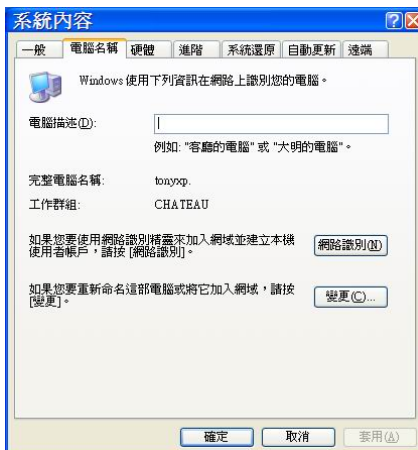 系統內容
一般 電腦名稱 硬體 進階 系統還原 自動更新 遠端
Windows 使用下列資訊在網路上識別您的電腦。
電腦描述(D):
例如: "客廳的電腦" 或 "大明的電腦"。
完整電腦名稱: tonyxp.
工作群組: CHATEAU
如果您要使用網路識別精靈來加入網域並建立本機
使用者帳戶，請按 [網路識別]。
網路識別(N)
如果您要重新命名這部電腦或將它加入網域，請按
[變更]。
變更(C)...
確定 取消 套用(A)